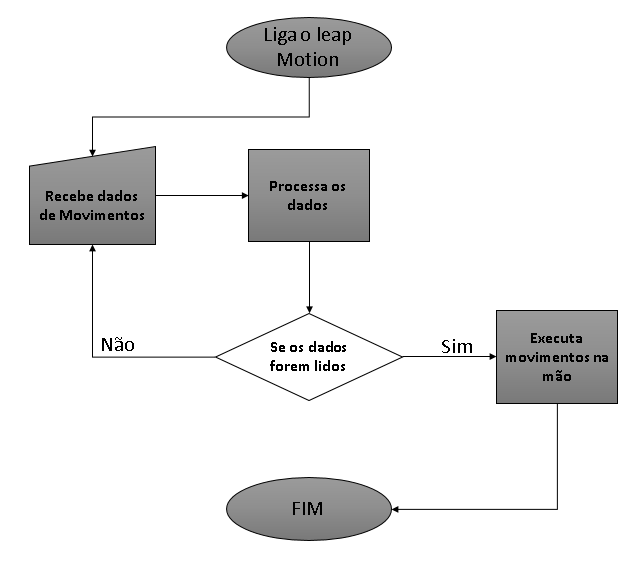 Liga o leap
Motion
Recebe dados
de Movimentos
Processa os
dados
Se os dados
forem lidos
Não
Sim
Executa
movimentos na
mão
FIM